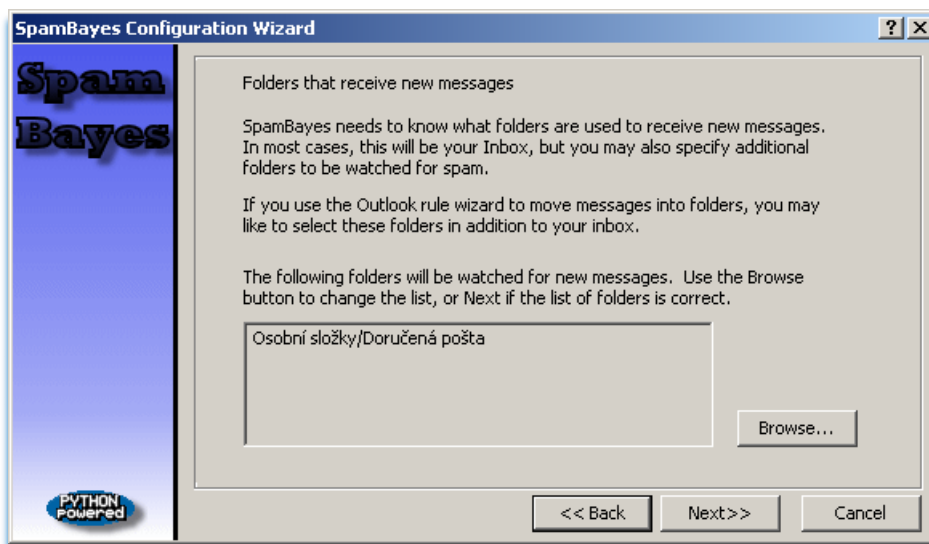 SpamBayes Configuration Wizard
Spam
Bayes
Folders that receive new messages
SpamBayes needs to know what folders are used to receive new messages.
In most cases, this will be your Inbox, but you may also specify additional
folders to be watched for spam.
If you use the Outlook rule wizard to move messages into folders, you may
like to select these folders in addition to your inbox.
The following folders will be watched for new messages.  Use the Browse
button to change the list, or Next if the list of folders is correct.
Osobní složky/Doručená pošta
Browse...
PYTHON
Powered
<< Back
Next>>
Cancel